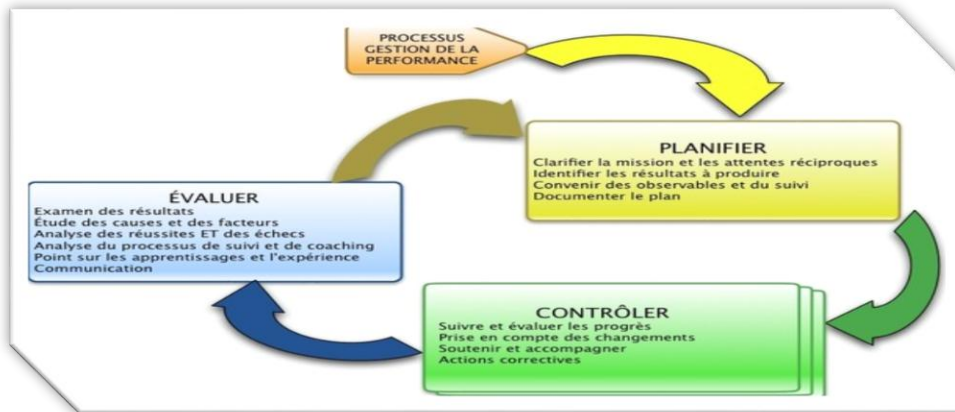 PROCESSUS
GESTION DE LA
PERFORMANCE
PLANIFIER
Clarifier la mission et les attentes réciproques
Identifier les résultats à produire
Convenir des observables et du suivi
Documenter le plan
CONTRÔLER
Suivre et évaluer les progrès
Prise en compte des changements
Soutenir et accompagner
Actions correctives
ÉVALUER
Examen des résultats
Étude des causes et des facteurs
Analyse des réussites ET des échecs
Analyse du processus de suivi et de coaching
Point sur les apprentissages et l'expérience
Communication